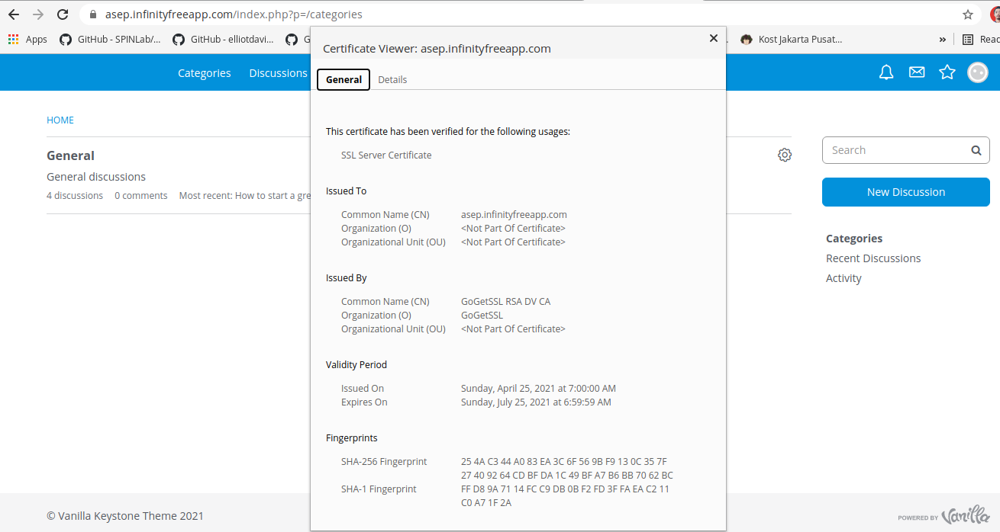 asep.infinityfreeapp.com/index.php?p=/categories
Apps GitHub - SPINLab/... GitHub - elliotdavi... G Kost Jakarta Pusat... » Read
Certificate Viewer: asep.infinityfreeapp.com
General Details
Categories Discussions
HOME
General
General discussions
4 discussions 0 comments Most recent: How to start a gre
This certificate has been verified for the following usages:
SSL Server Certificate
Issued To
Common Name (CN) asep.infinityfreeapp.com
Organization (O) <Not Part Of Certificate>
Organizational Unit (OU) <Not Part Of Certificate>
Issued By
Common Name (CN) GoGetSSL RSA DV CA
Organization (O) GoGetSSL
Organizational Unit (OU) <Not Part Of Certificate>
Validity Period
Issued On Sunday, April 25, 2021 at 7:00:00 AM
Expires On Sunday, July 25, 2021 at 6:59:59 AM
Fingerprints
SHA-256 Fingerprint 25 4A C3 44 A0 83 EA 3C 6F 56 9B F9 13 0C 35 7F
27 40 92 64 CD BF DA 1C 49 BF A7 B6 BB 70 62 BC
SHA-1 Fingerprint FF D8 9A 71 14 FC C9 DB 0B F2 FD 3F FA EA C2 11
C0 A7 1F 2A
Search
New Discussion
Categories
Recent Discussions
Activity
© Vanilla Keystone Theme 2021
POWERED BY Vanilla